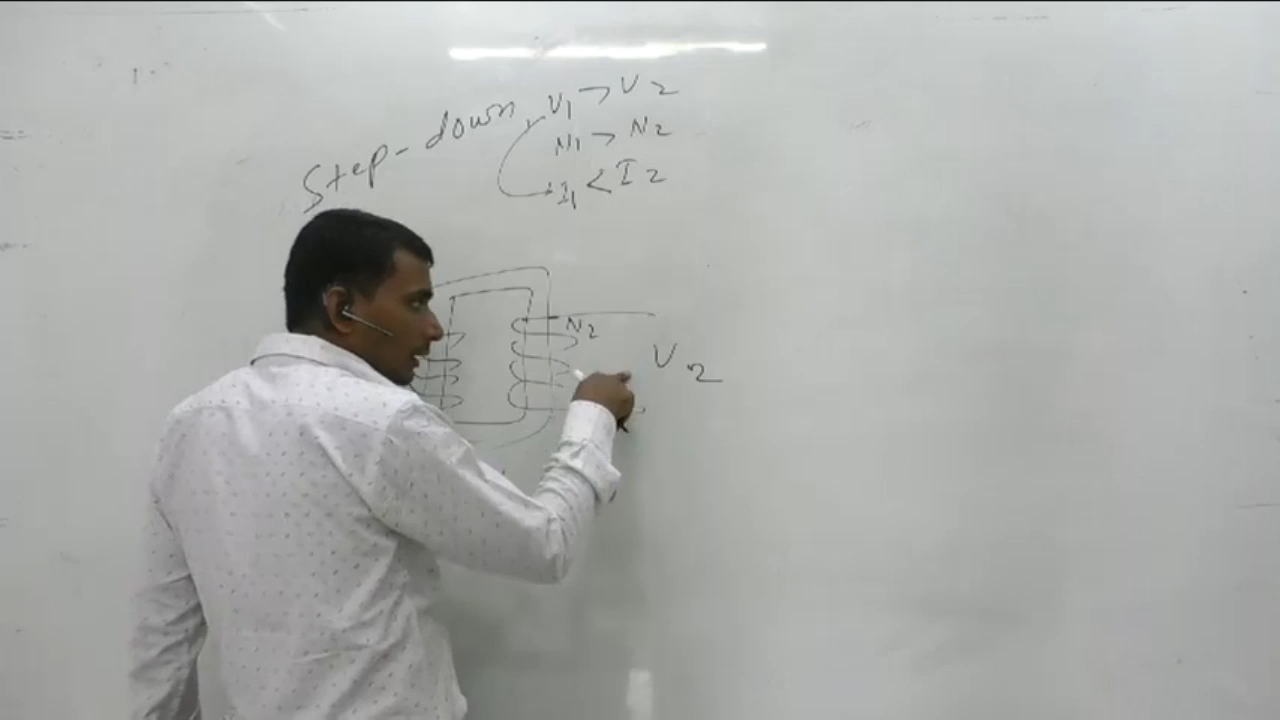 Step-down, V1 > V2
N1 > N2
I1 < I2
N2
V2